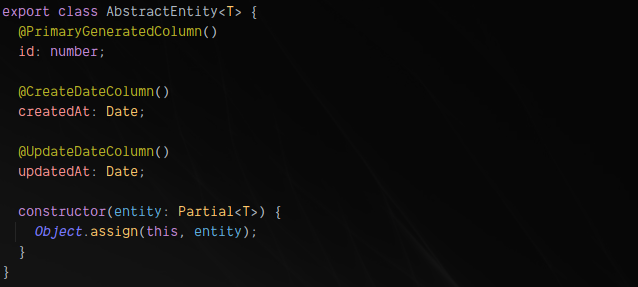 export class AbstractEntity<T> {
  @PrimaryGeneratedColumn()
  id: number;

  @CreateDateColumn()
  createdAt: Date;

  @UpdateDateColumn()
  updatedAt: Date;

  constructor(entity: Partial<T>) {
    Object.assign(this, entity);
  }
}